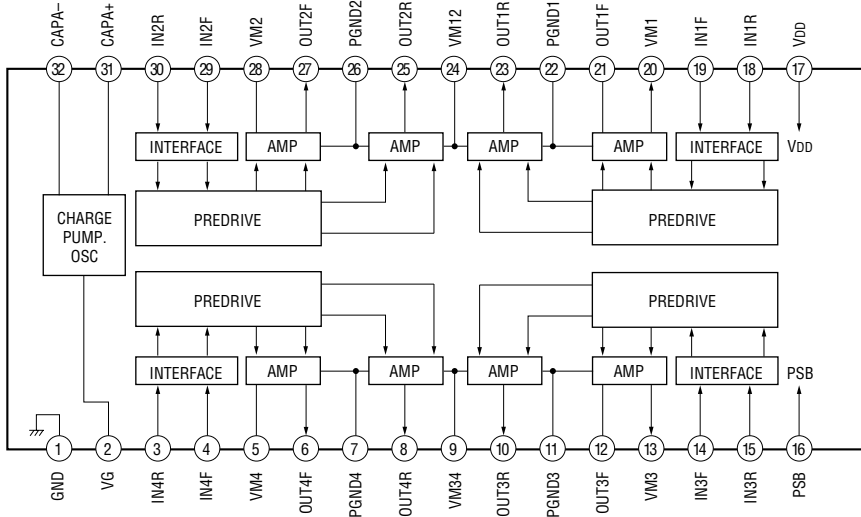 CAPA−
CAPA+
IN2R
IN2F
VM2
OUT2F
PGND2
OUT2R
VM12
OUT1R
PGND1
OUT1F
VM1
IN1F
IN1R
VDD
32
31
30
29
28
27
26
25
24
23
22
21
20
19
18
17
INTERFACE
AMP
AMP
AMP
AMP
INTERFACE
VDD
CHARGE
PUMP.
OSC
PREDRIVE
PREDRIVE
PREDRIVE
PREDRIVE
INTERFACE
AMP
AMP
AMP
AMP
INTERFACE
PSB
1
2
3
4
5
6
7
8
9
10
11
12
13
14
15
16
GND
VG
IN4R
IN4F
VM4
OUT4F
PGND4
OUT4R
VM34
OUT3R
PGND3
OUT3F
VM3
IN3F
IN3R
PSB